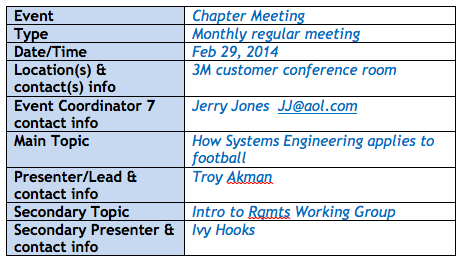 Event Chapter Meeting
Type Monthly regular meeting
Date/Time Feb 29, 2014
Location(s) & 3M customer conference room
contact(s) info
Event Coordinator 7 Jerry Jones JJ@aol.com
contact info
Main Topic How Systems Engineering applies to
football
Presenter/Lead & Troy Akman
contact info
Secondary Topic Intro to Rqmts Working Group
Secondary Presenter & Ivy Hooks
contact info